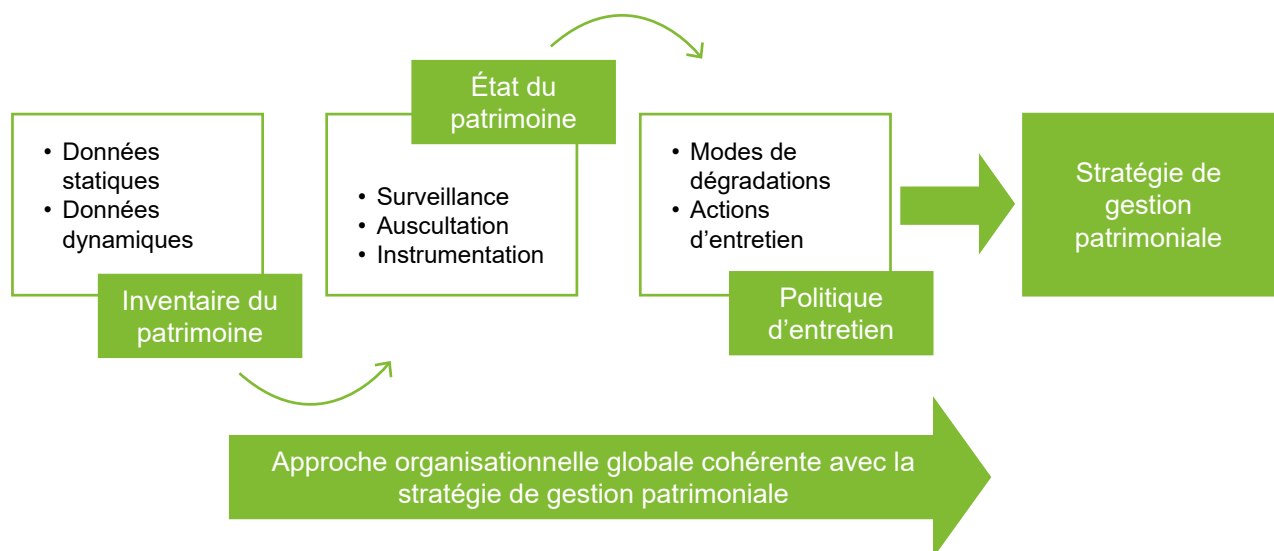 • Données
statiques
• Données
dynamiques
Inventaire du
patrimoine
État du
patrimoine
• Surveillance
• Auscultation
• Instrumentation
• Modes de
dégradations
• Actions
d’entretien
Politique
d’entretien
Stratégie de
gestion
patrimoniale
Approche organisationnelle globale cohérente avec la
stratégie de gestion patrimoniale